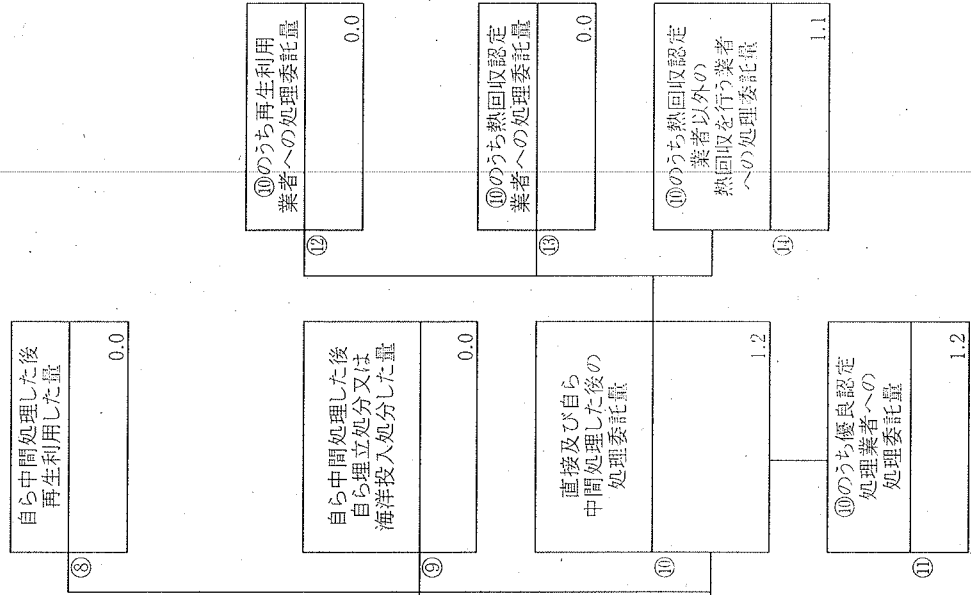 ⑧
自ら中間処理した後
再生利用した量
0.0
⑨
自ら中間処理した後
自ら埋立処分又は
海洋投入処分した量
0.0
⑩
直接及び自ら
中間処理した後の
処理委託量
1.2
⑪
⑩のうち優良認定
処理業者への
処理委託量
1.2
⑫
⑩のうち再生利用
業者への処理委託量
0.0
⑬
⑩のうち熱回収認定
業者への処理委託量
0.0
⑭
⑩のうち熱回収認定
業者以外の
熱回収を行う業者
への処理委託量
1.1